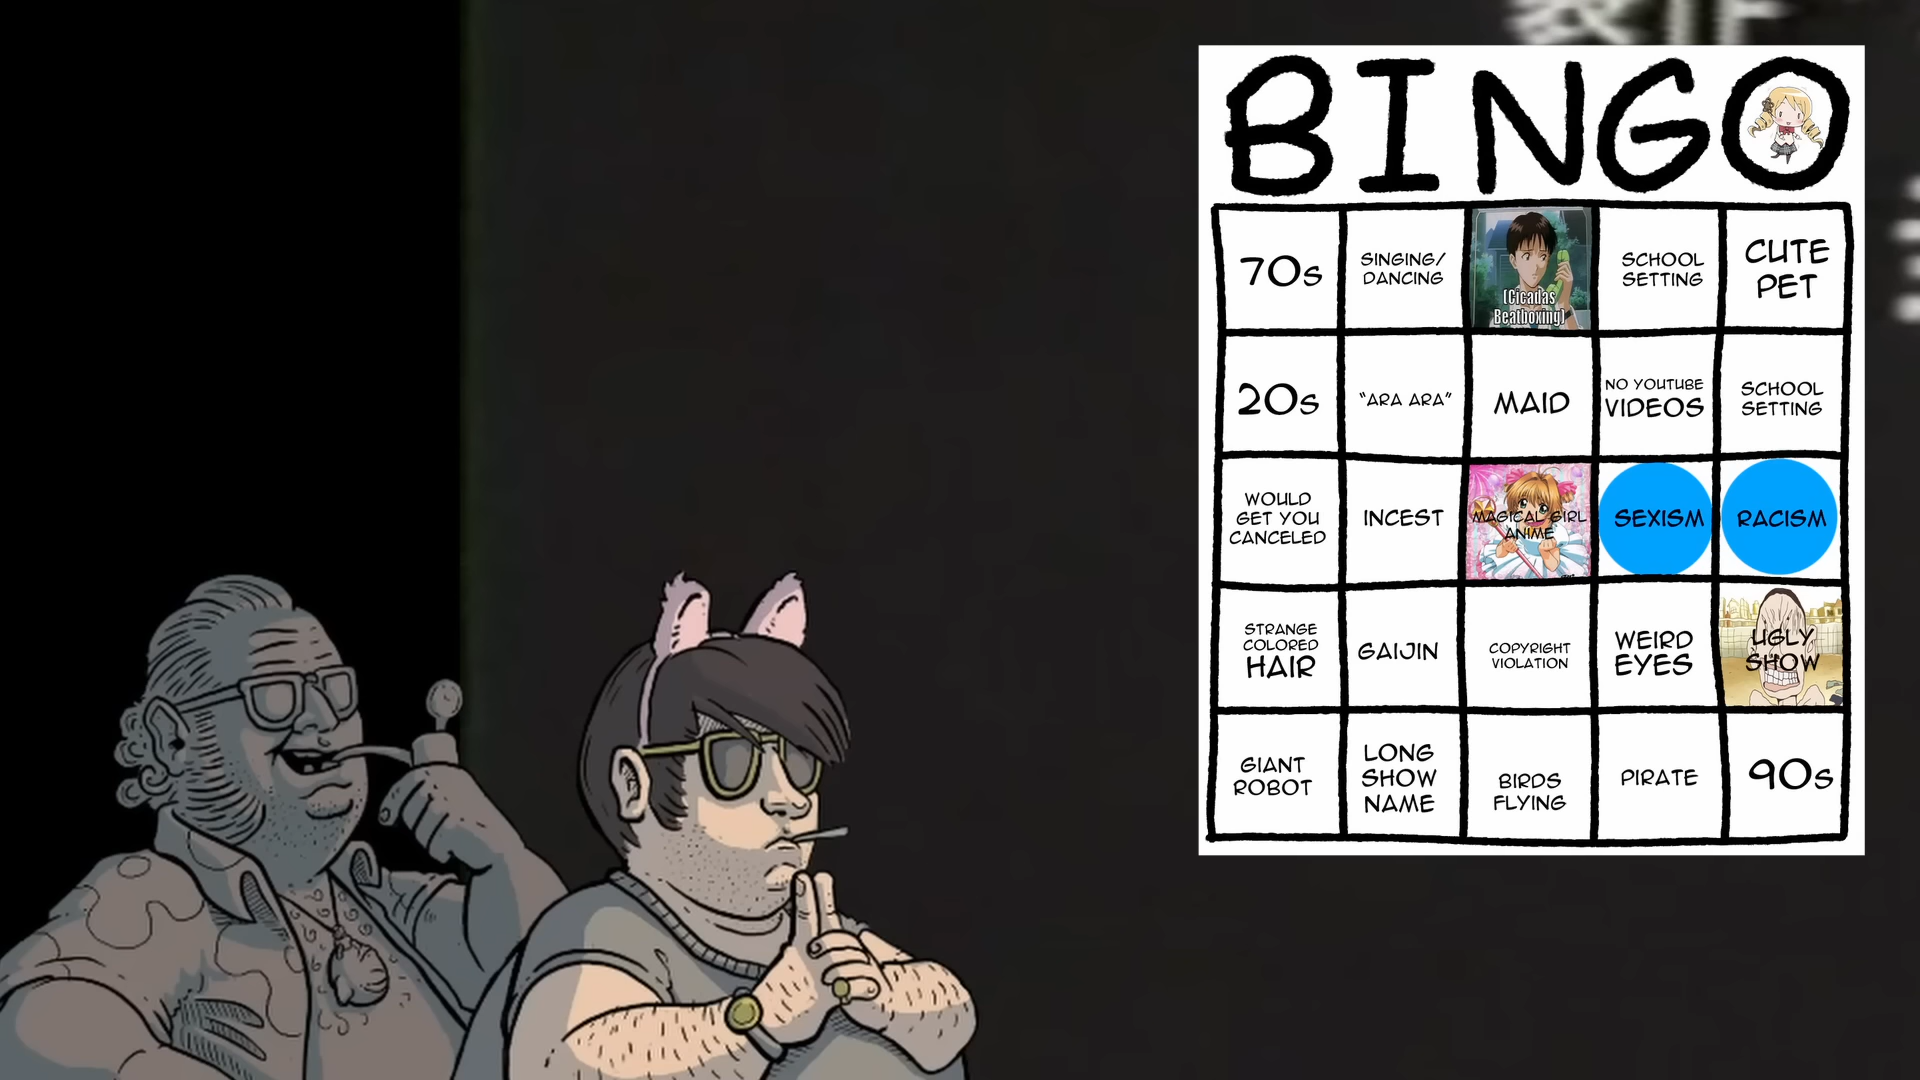 BINGO
70s
SINGING/
DANCING
[Cicadas
Beatboxing]
SCHOOL
SETTING
CUTE
PET
20s
"ARA ARA"
MAID
NO YOUTUBE
VIDEOS
SCHOOL
SETTING
WOULD
GET YOU
CANCELED
INCEST
MAGICAL GIRL
ANIME
SEXISM
RACISM
STRANGE
COLORED
HAIR
GAIJIN
COPYRIGHT
VIOLATION
WEIRD
EYES
UGLY
SHOW
GIANT
ROBOT
LONG
SHOW
NAME
BIRDS
FLYING
PIRATE
90s